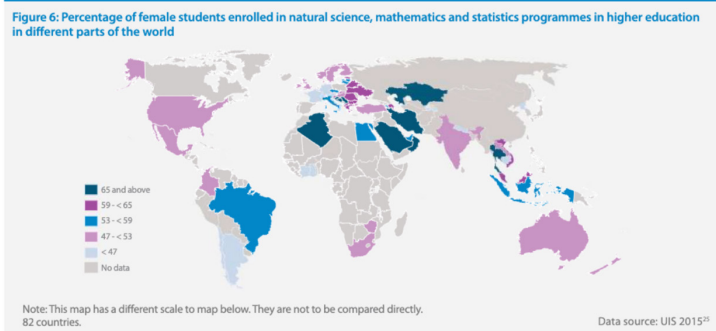 Figure 6: Percentage of female students enrolled in natural science, mathematics and statistics programmes in higher education
in different parts of the world
65 and above
59 - < 65
53 - < 59
47 - < 53
< 47
No data
Note: This map has a different scale to map below. They are not to be compared directly.
82 countries.
Data source: UIS 2015²⁵